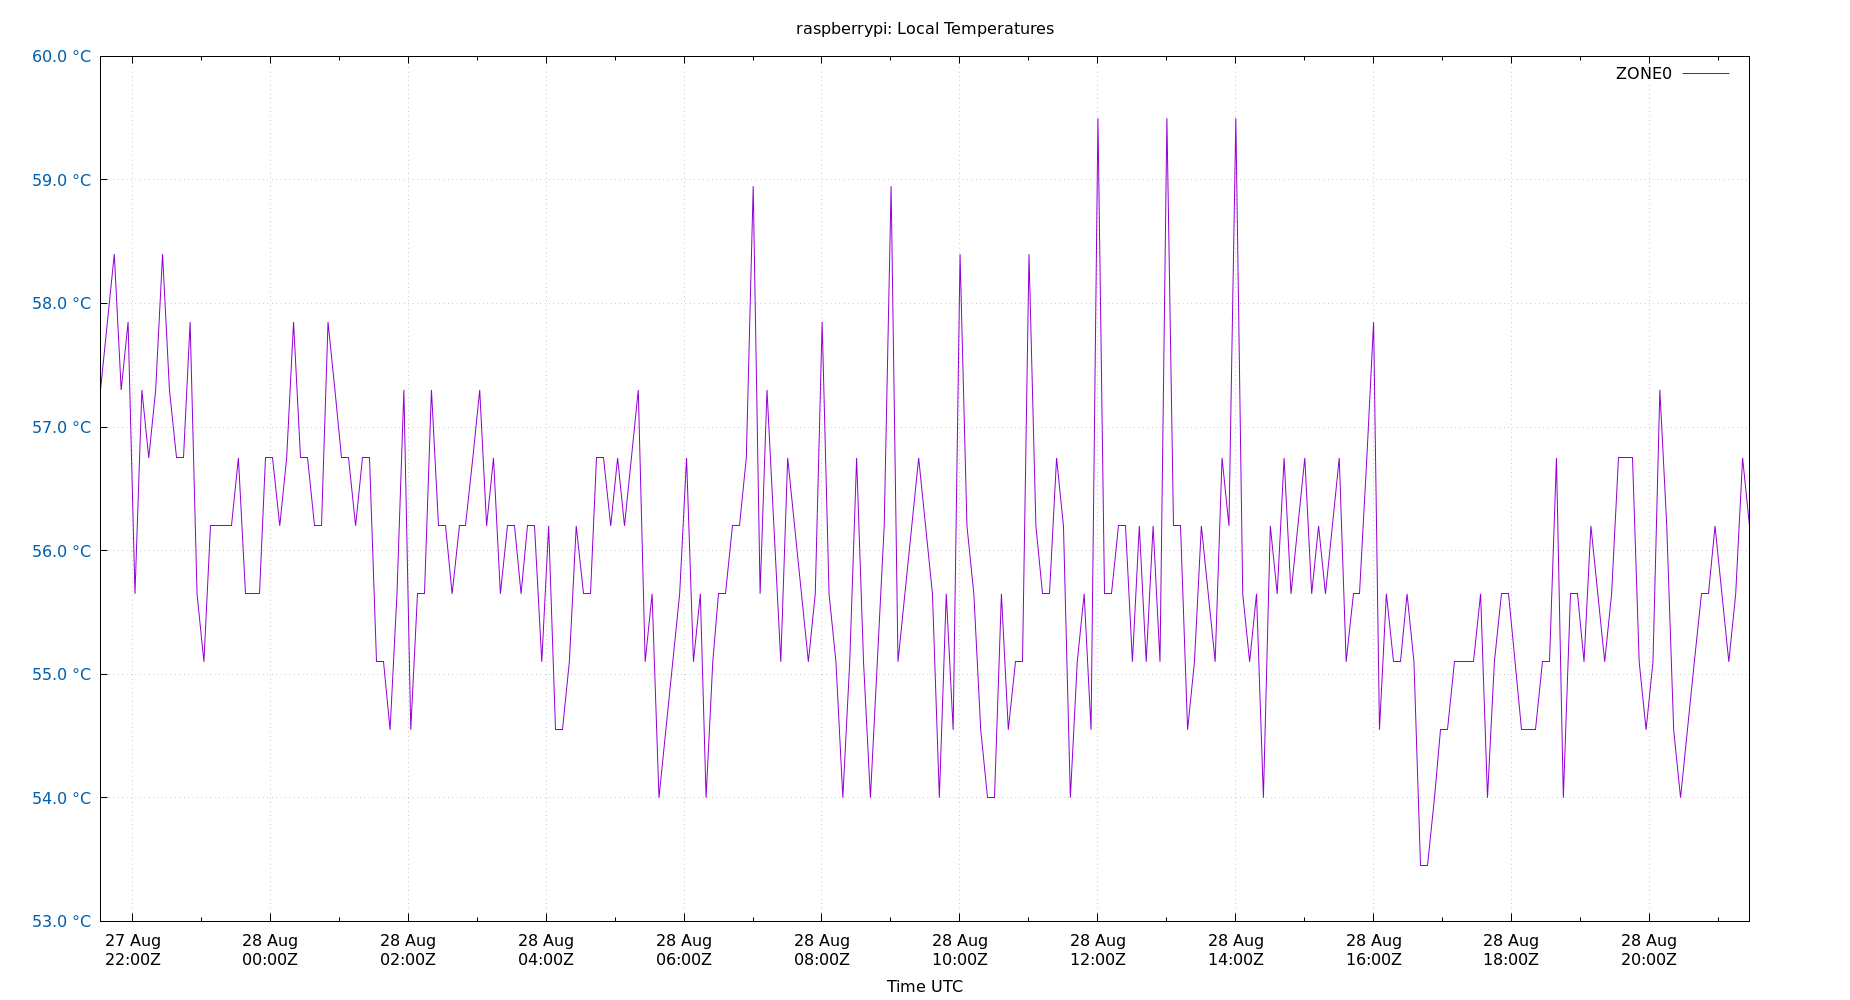 raspberrypi: Local Temperatures
60.0 °C
59.0 °C
58.0 °C
57.0 °C
56.0 °C
55.0 °C
54.0 °C
53.0 °C
ZONE0
27 Aug 28 Aug 28 Aug 28 Aug 28 Aug 28 Aug 28 Aug 28 Aug 28 Aug 28 Aug 28 Aug 28 Aug
22:00Z 00:00Z 02:00Z 04:00Z 06:00Z 08:00Z 10:00Z 12:00Z 14:00Z 16:00Z 18:00Z 20:00Z
Time UTC